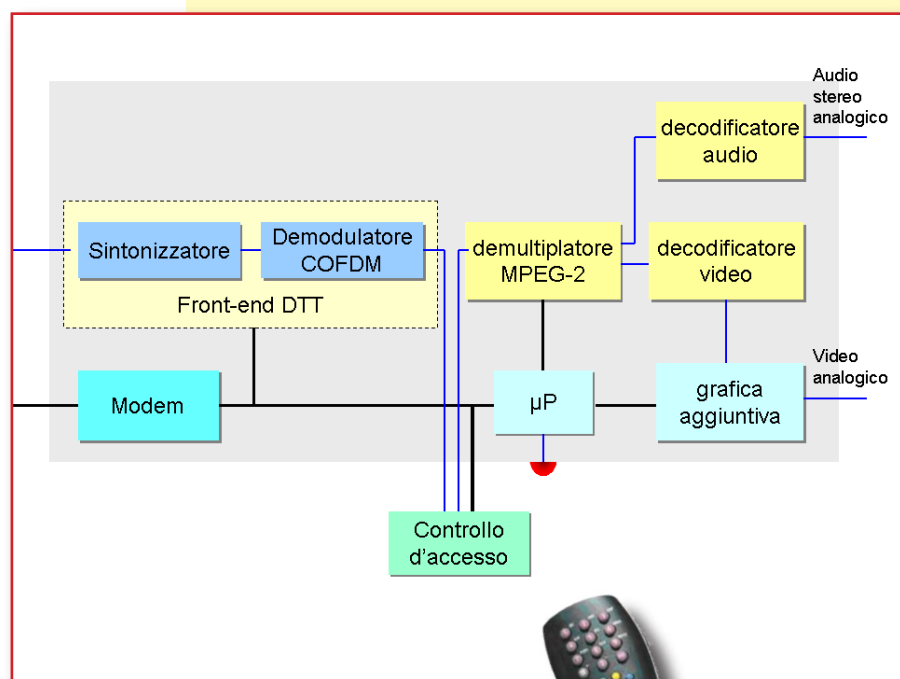 Audio
stereo
analogico
decodificatore
audio
Sintonizzatore
Demodulatore
COFDM
demultiplatore
MPEG-2
decodificatore
video
Front-end DTT
Modem
µP
grafica
aggiuntiva
Video
analogico
Controllo
d'accesso